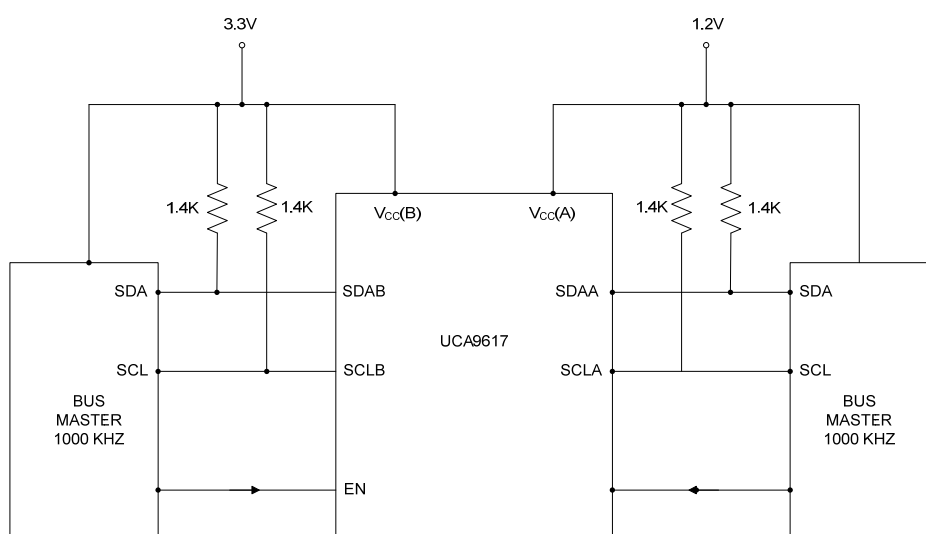 3.3V
1.2V
1.4K
1.4K
1.4K
1.4K
VCC(B)
VCC(A)
SDA
SDAB
SDAA
SDA
UCA9617
SCL
SCLB
SCLA
SCL
BUS
MASTER
1000 KHZ
BUS
MASTER
1000 KHZ
EN